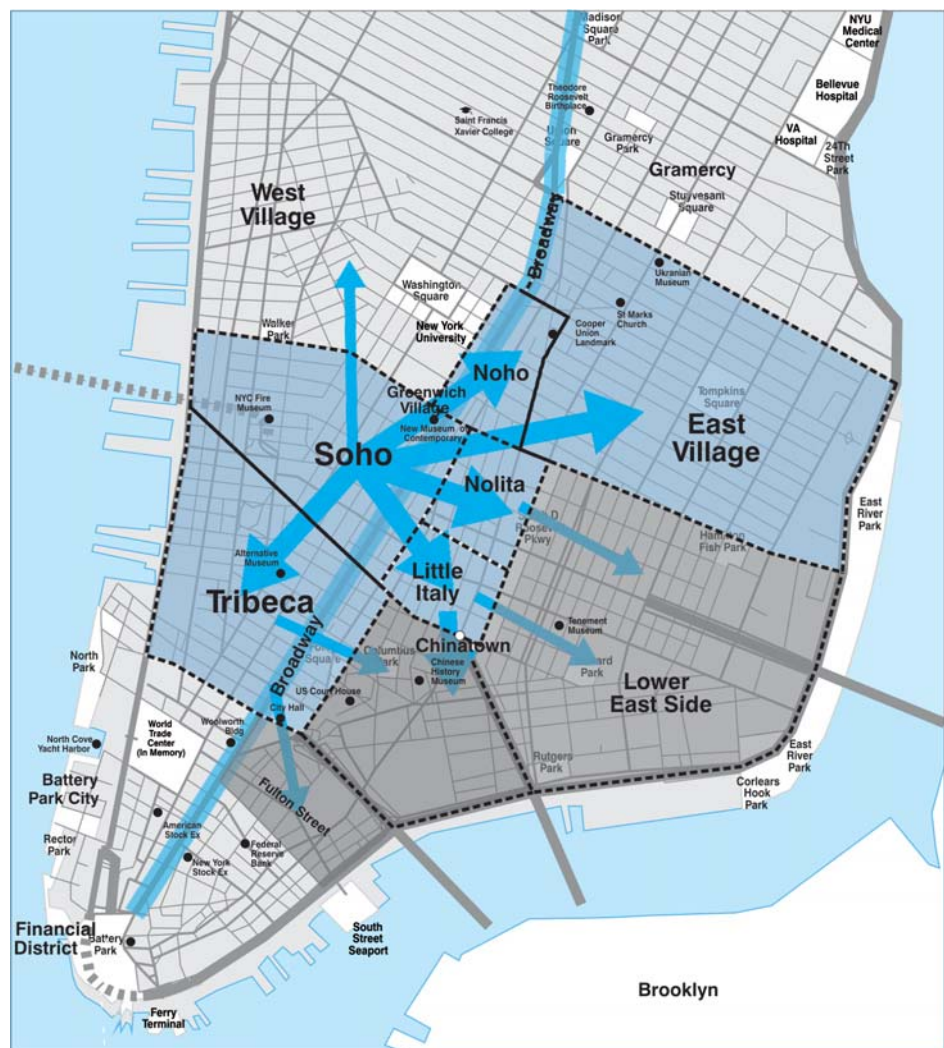 Madison
Square
Park
NYU
Medical
Center
Bellevue
Hospital
Theodore
Roosevelt
Birthplace
Saint Francis
Xavier College
Union
Square
Gramercy
Park
VA
Hospital
24Th
Street
Park
Gramercy
Stuyvesant
Square
West
Village
Broadway
Ukranian
Museum
Washington
Square
St Marks
Church
Walker
Park
New York
University
Cooper
Union
Landmark
Noho
Greenwich
Village
NYC Fire
Museum
New Museum of
Contemporary
Tompkins
Square
East
Village
Soho
Nolita
East
River
Park
Roosevelt
Pkwy
Fish Park
Alternative
Museum
Little
Italy
Tribeca
Tenement
Museum
Chinatown
Square
Columbus
Park
Chinese
History
Museum
Park
North
Park
Broadway
US Court House
Lower
East Side
City Hall
World
Trade
Center
(In Memory)
Woolworth
Bldg
North Cove
Yacht Harbor
Rutgers
Park
East
River
Park
Corlears
Hook
Park
Battery
Park City
Fulton Street
American
Stock Ex
Rector
Park
Federal
Reserve
Bank
New York
Stock Ex
Financial
District
Battery
Park
South
Street
Seaport
Brooklyn
Ferry
Terminal